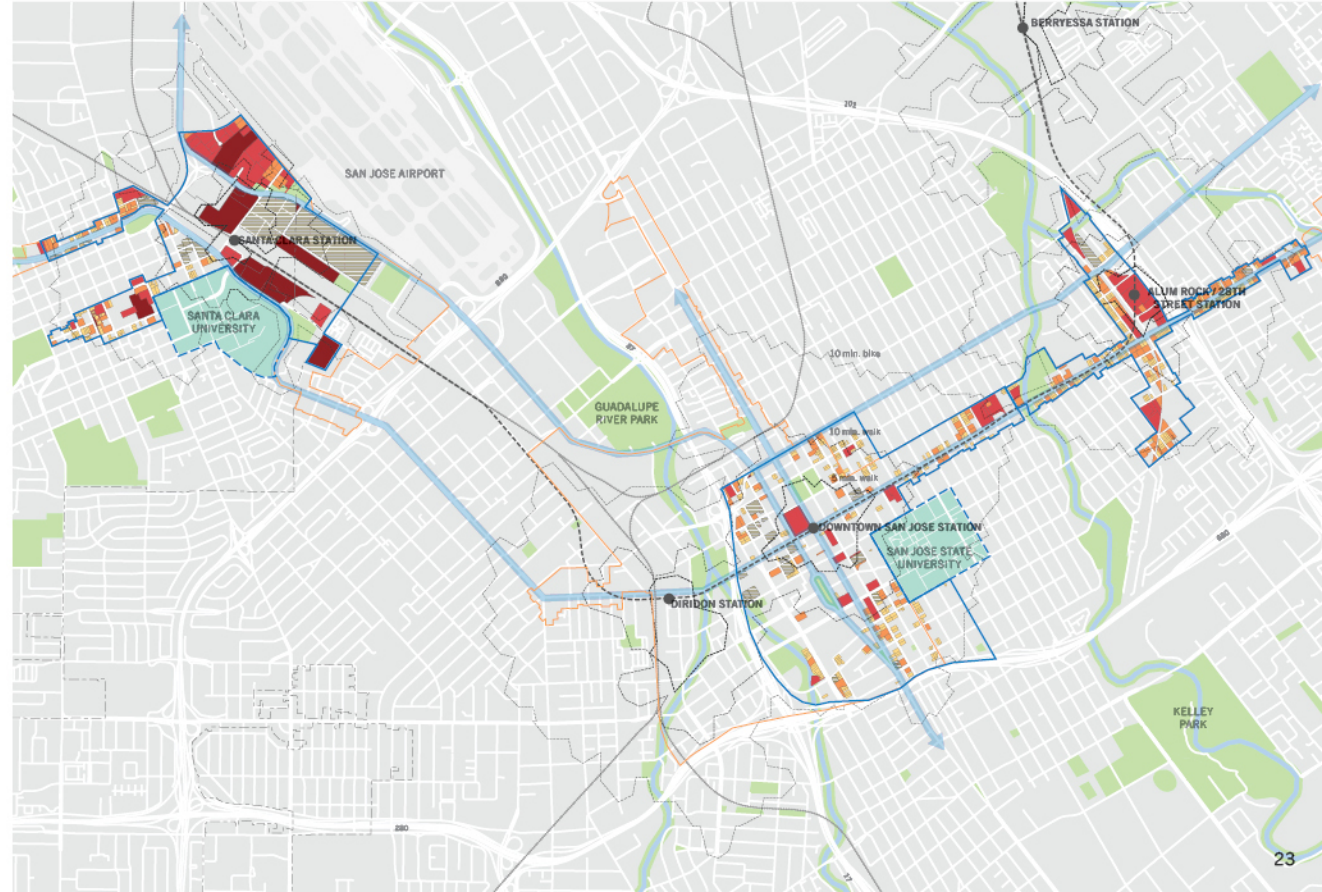 BERRYESSA STATION
SAN JOSE AIRPORT
SANTA CLARA STATION
880
ALUM ROCK / 28TH
STREET STATION
SANTA CLARA
UNIVERSITY
87
10 min. bike
GUADALUPE
RIVER PARK
10 min. walk
5 min. walk
DOWNTOWN SAN JOSE STATION
SAN JOSE STATE
UNIVERSITY
680
DIRIDON STATION
KELLEY
PARK
280
23
17